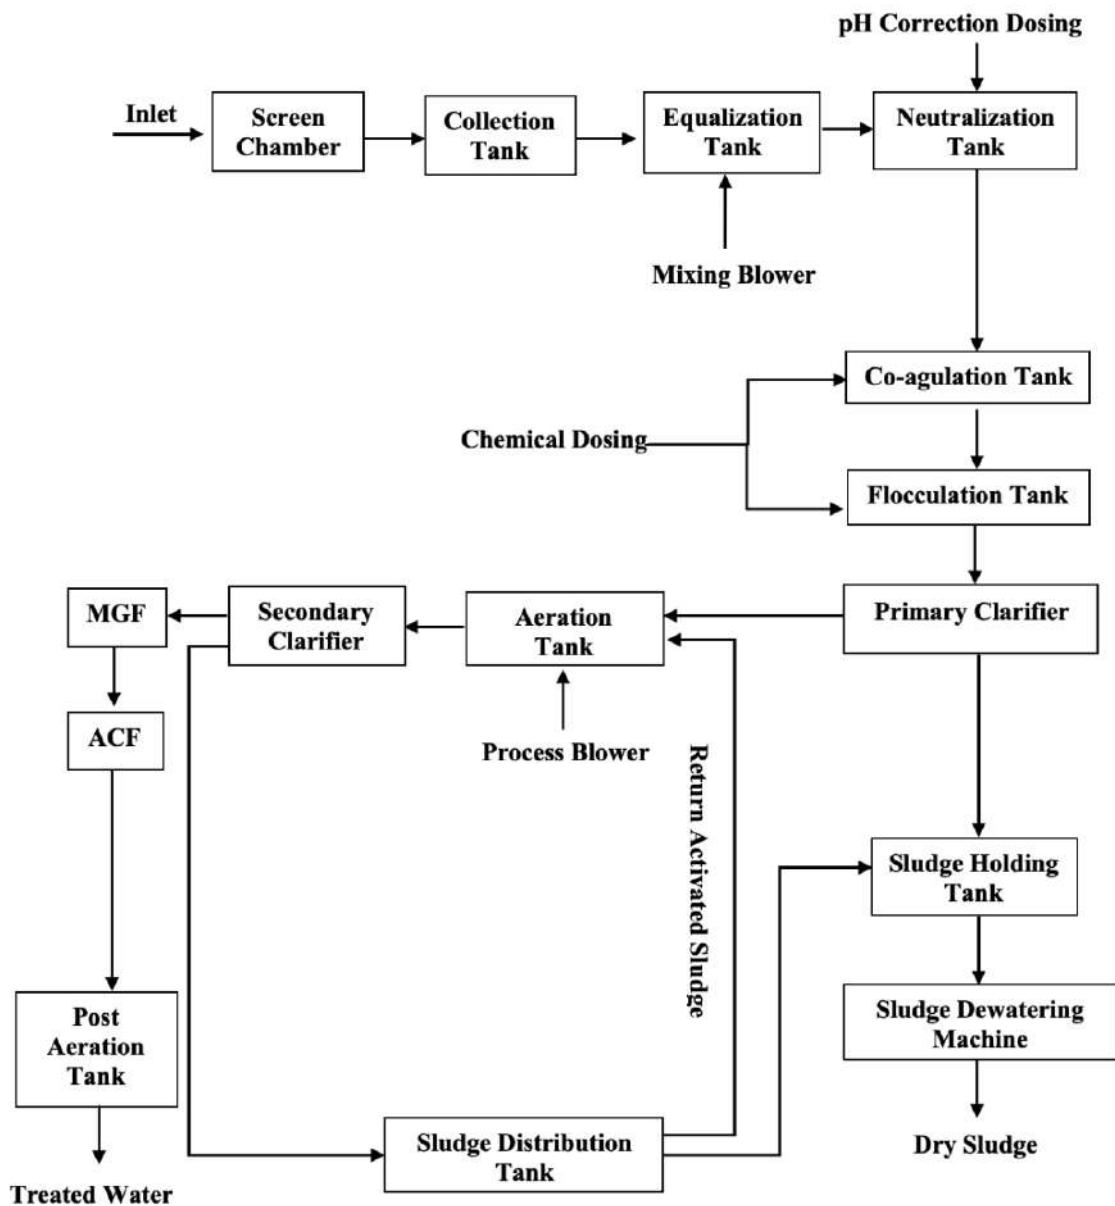 pH Correction Dosing
Inlet
Screen
Chamber
Collection
Tank
Equalization
Tank
Neutralization
Tank
Mixing Blower
Co-agulation Tank
Chemical Dosing
Flocculation Tank
MGF
Secondary
Clarifier
Aeration
Tank
Primary Clarifier
ACF
Process Blower
Return Activated Sludge
Sludge Holding
Tank
Post
Aeration
Tank
Sludge Dewatering
Machine
Sludge Distribution
Tank
Dry Sludge
Treated Water